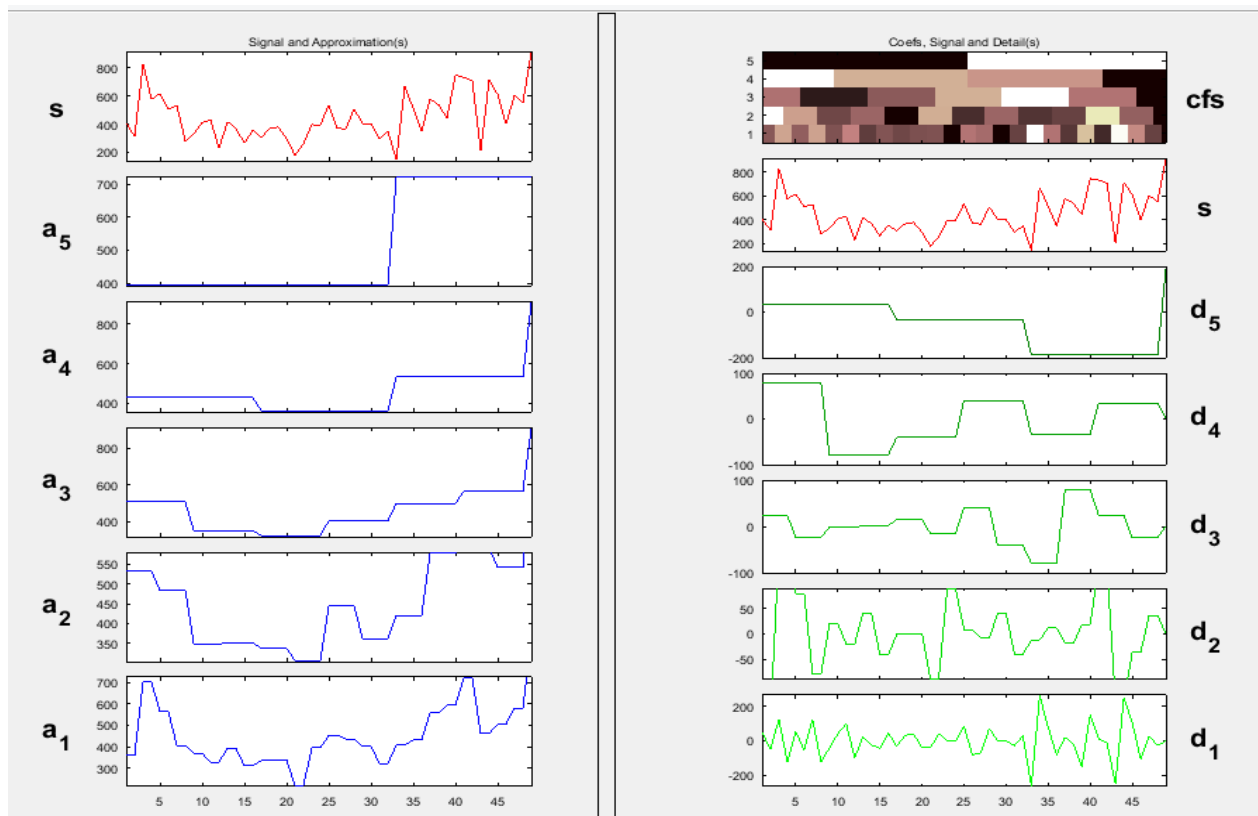 Signal and Approximation(s)
s
800
600
400
200
a5
700
600
500
400
a4
800
600
400
a3
800
600
400
a2
550
500
450
400
350
a1
700
600
500
400
300
5 10 15 20 25 30 35 40 45
Coefs, Signal and Detail(s)
5
4
3
2
1
cfs
800
600
400
200
s
200
0
-200
d5
100
0
-100
d4
100
0
-100
d3
50
0
-50
d2
200
0
-200
d1
5 10 15 20 25 30 35 40 45